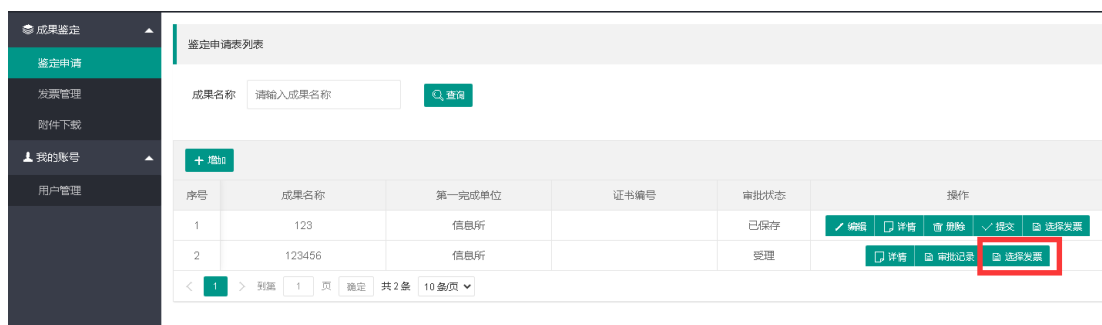 成果鉴定
鉴定申请
发票管理
附件下载
我的账号
用户管理
鉴定申请表列表
成果名称 请输入成果名称 查询
增加
序号 成果名称 第一完成单位 证书编号 审批状态 操作
1 123 信息所 已保存 编辑 详情 删除 提交 选择发票
2 123456 信息所 受理 详情 审批记录 选择发票
< 1 > 到第 1 页 确定 共 2 条 10 条/页